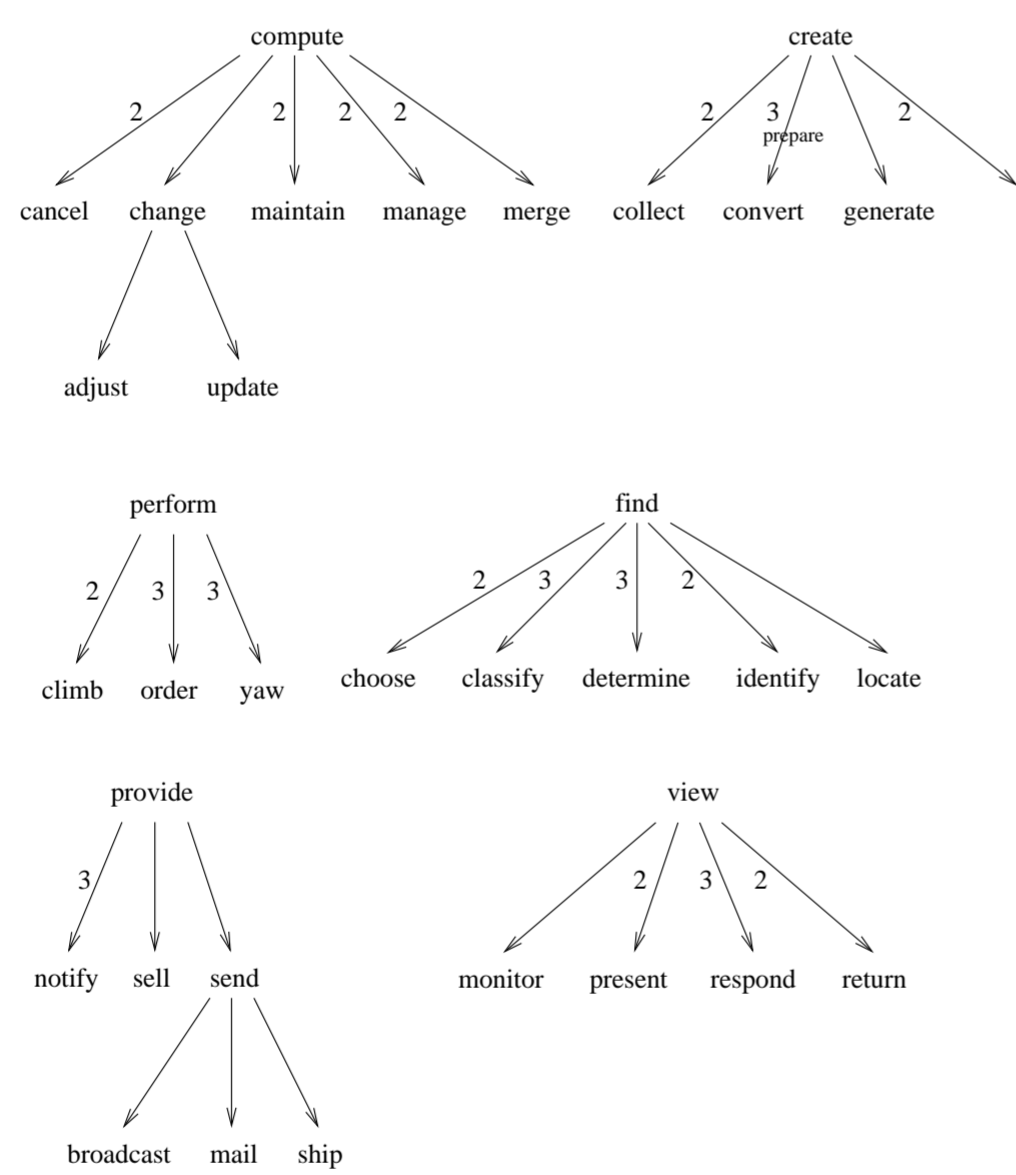 compute
create
2 2 2 2
2 3 2
prepare
cancel change maintain manage merge
collect convert generate
adjust update
perform
find
2 3 3
2 3 3 2
climb order yaw
choose classify determine identify locate
provide
view
3
2 3 2
notify sell send
monitor present respond return
broadcast mail ship